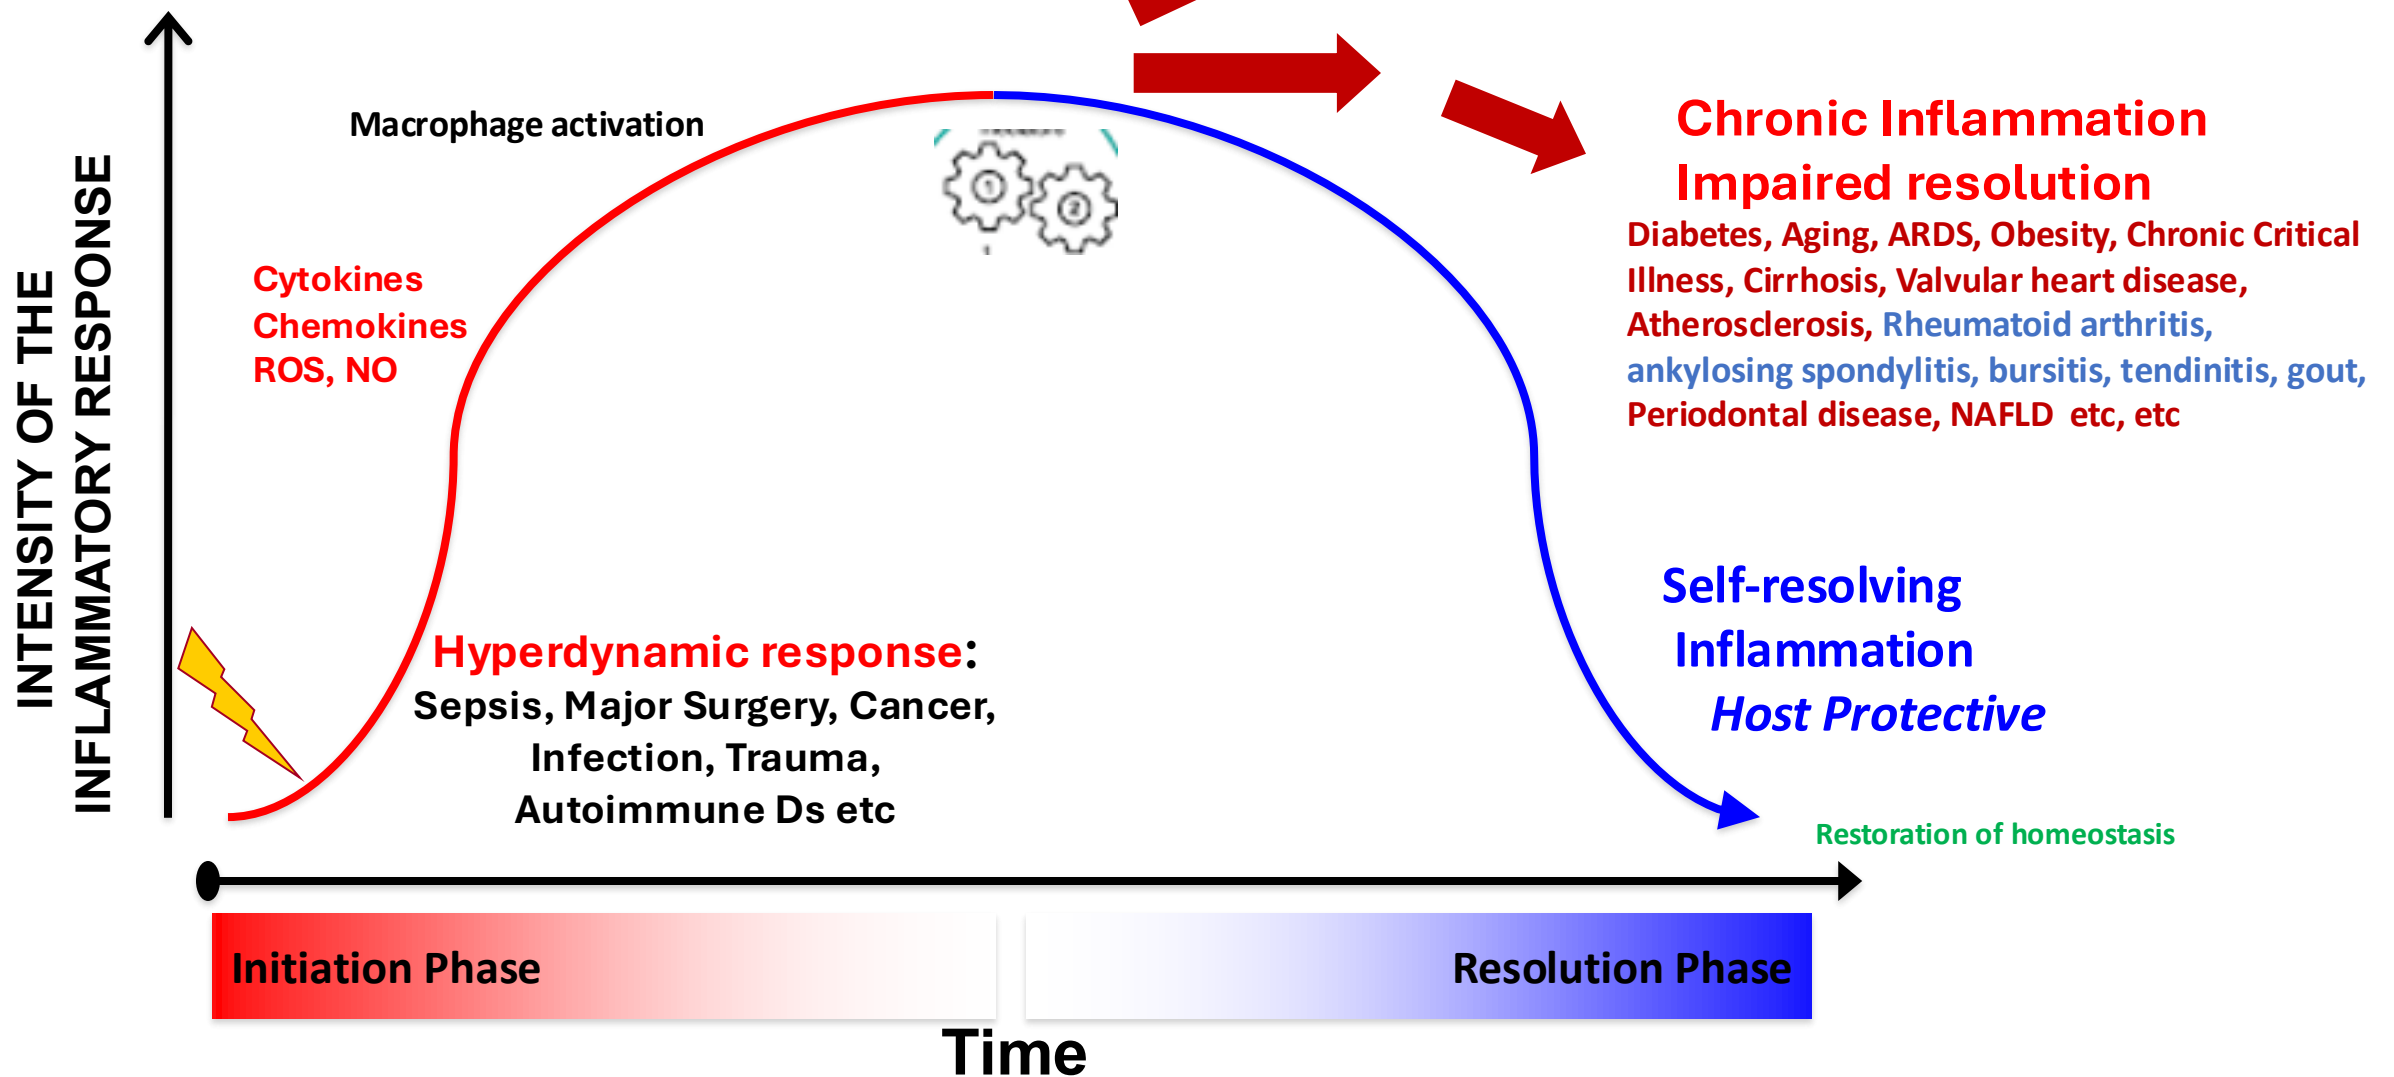 INTENSITY OF THE
INFLAMMATORY RESPONSE
Macrophage activation
Cytokines
Chemokines
ROS, NO
1
2
Hyperdynamic response:
Sepsis, Major Surgery, Cancer,
Infection, Trauma,
Autoimmune Ds etc
Chronic Inflammation
Impaired resolution
Diabetes, Aging, ARDS, Obesity, Chronic Critical
Illness, Cirrhosis, Valvular heart disease,
Atherosclerosis, Rheumatoid arthritis,
ankylosing spondylitis, bursitis, tendinitis, gout,
Periodontal disease, NAFLD  etc, etc
Self-resolving
Inflammation
Host Protective
Restoration of homeostasis
Initiation Phase
Resolution Phase
Time